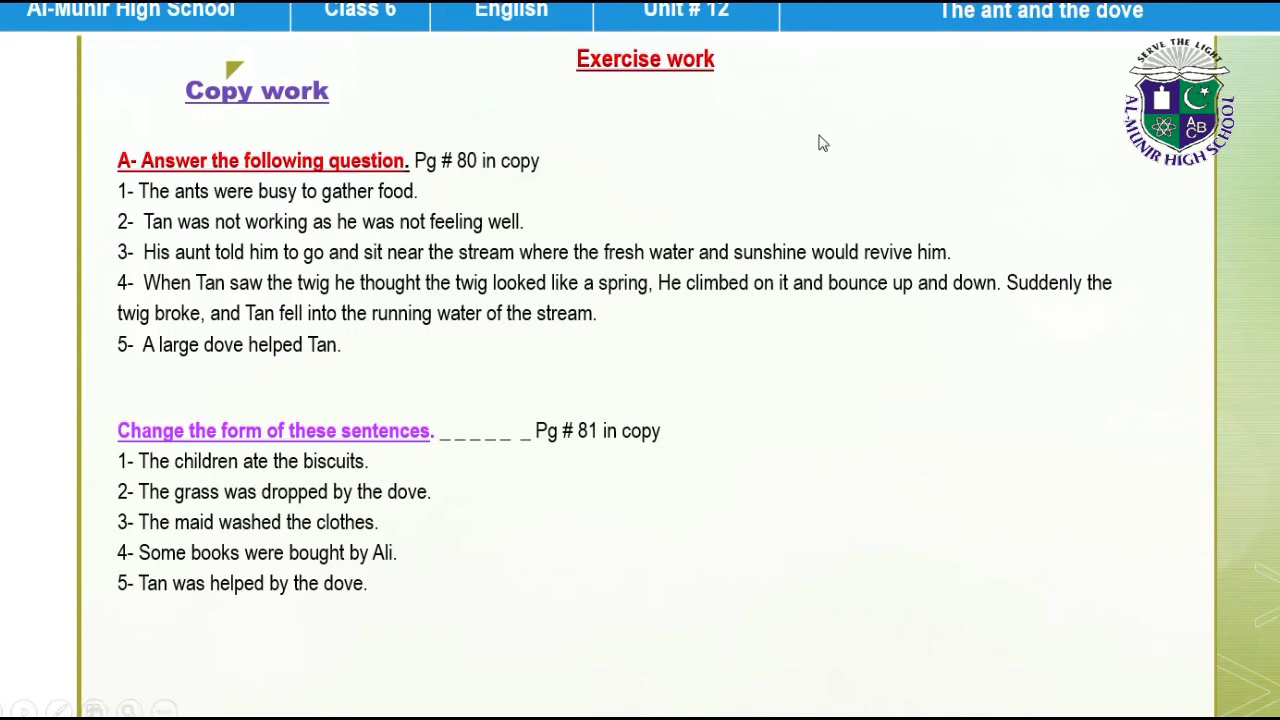 Al-Munir High School Class 6 English Unit # 12 The ant and the dove
Exercise work
SERVE THE LIGHT
AL-MUNIR HIGH SCHOOL
A
B
C
Copy work
A- Answer the following question. Pg # 80 in copy
1- The ants were busy to gather food.
2- Tan was not working as he was not feeling well.
3- His aunt told him to go and sit near the stream where the fresh water and sunshine would revive him.
4- When Tan saw the twig he thought the twig looked like a spring, He climbed on it and bounce up and down. Suddenly the
twig broke, and Tan fell into the running water of the stream.
5- A large dove helped Tan.
Change the form of these sentences. _ _ _ _ _ _ Pg # 81 in copy
1- The children ate the biscuits.
2- The grass was dropped by the dove.
3- The maid washed the clothes.
4- Some books were bought by Ali.
5- Tan was helped by the dove.